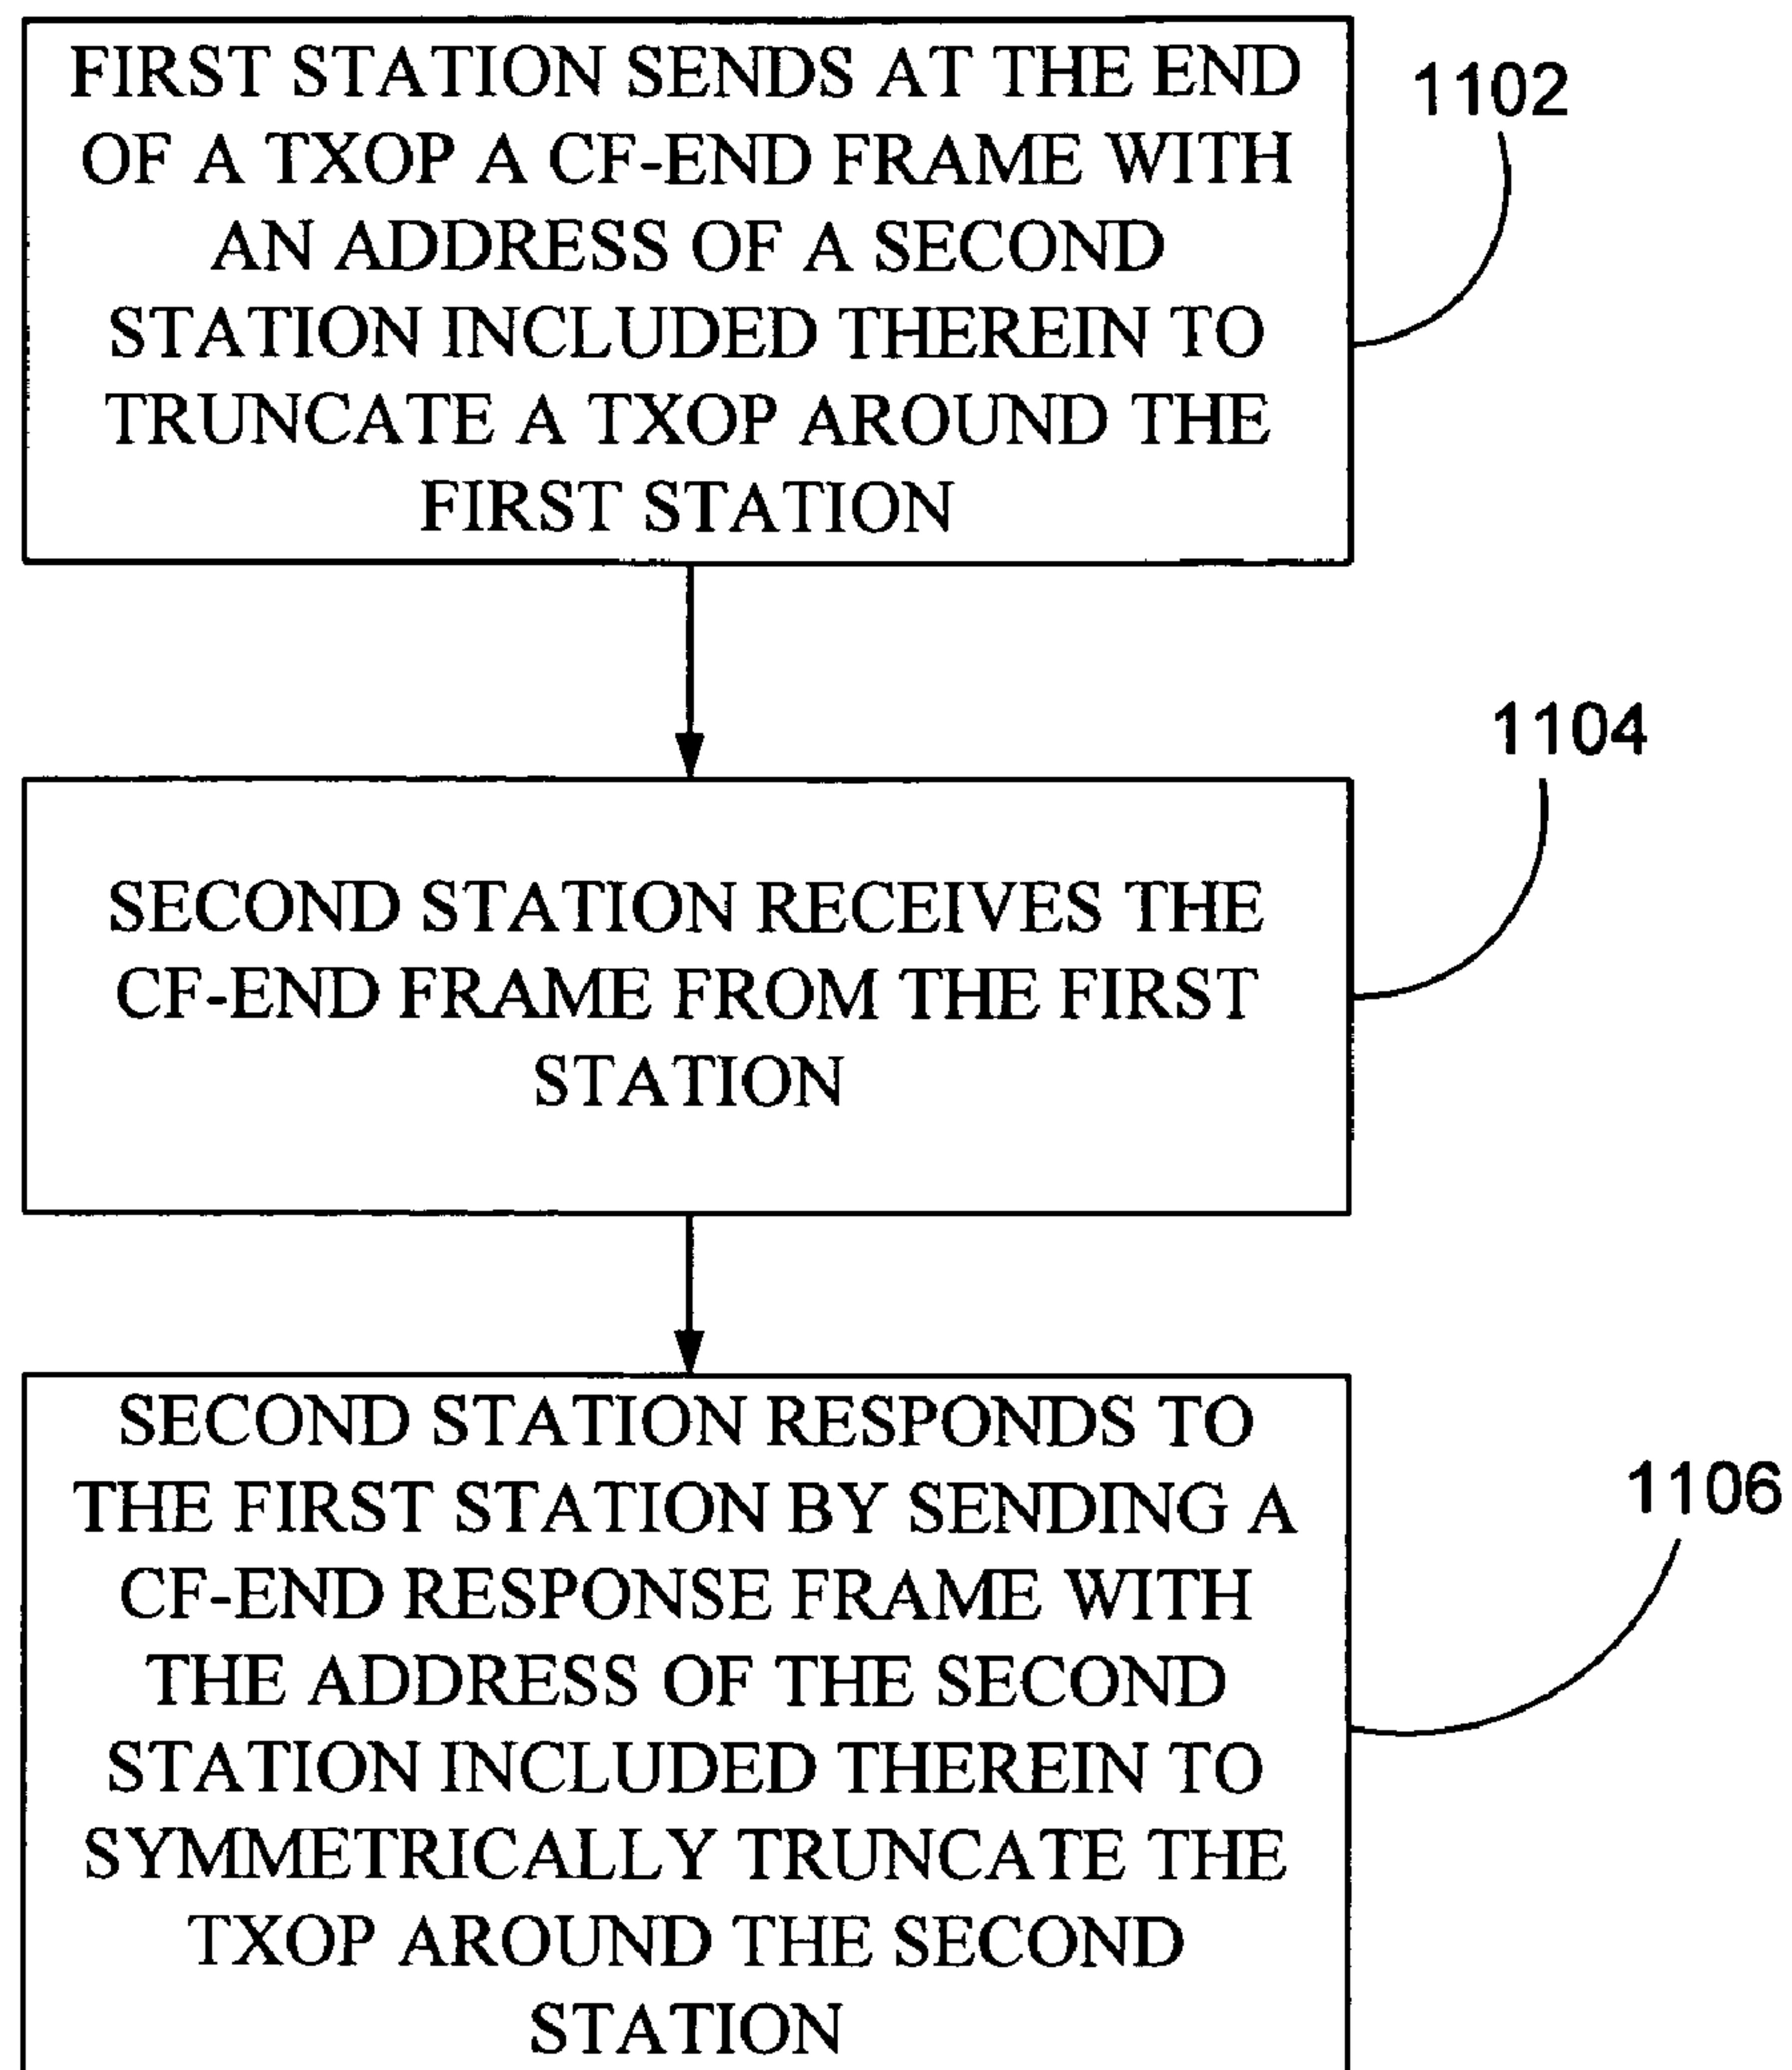 FIRST STATION SENDS AT THE END
OF A TXOP A CF-END FRAME WITH
AN ADDRESS OF A SECOND
STATION INCLUDED THEREIN TO
TRUNCATE A TXOP AROUND THE
FIRST STATION
1102
1104
SECOND STATION RECEIVES THE
CF-END FRAME FROM THE FIRST
STATION
SECOND STATION RESPONDS TO
THE FIRST STATION BY SENDING A
CF-END RESPONSE FRAME WITH
THE ADDRESS OF THE SECOND
STATION INCLUDED THEREIN TO
SYMMETRICALLY TRUNCATE THE
TXOP AROUND THE SECOND
STATION
1106